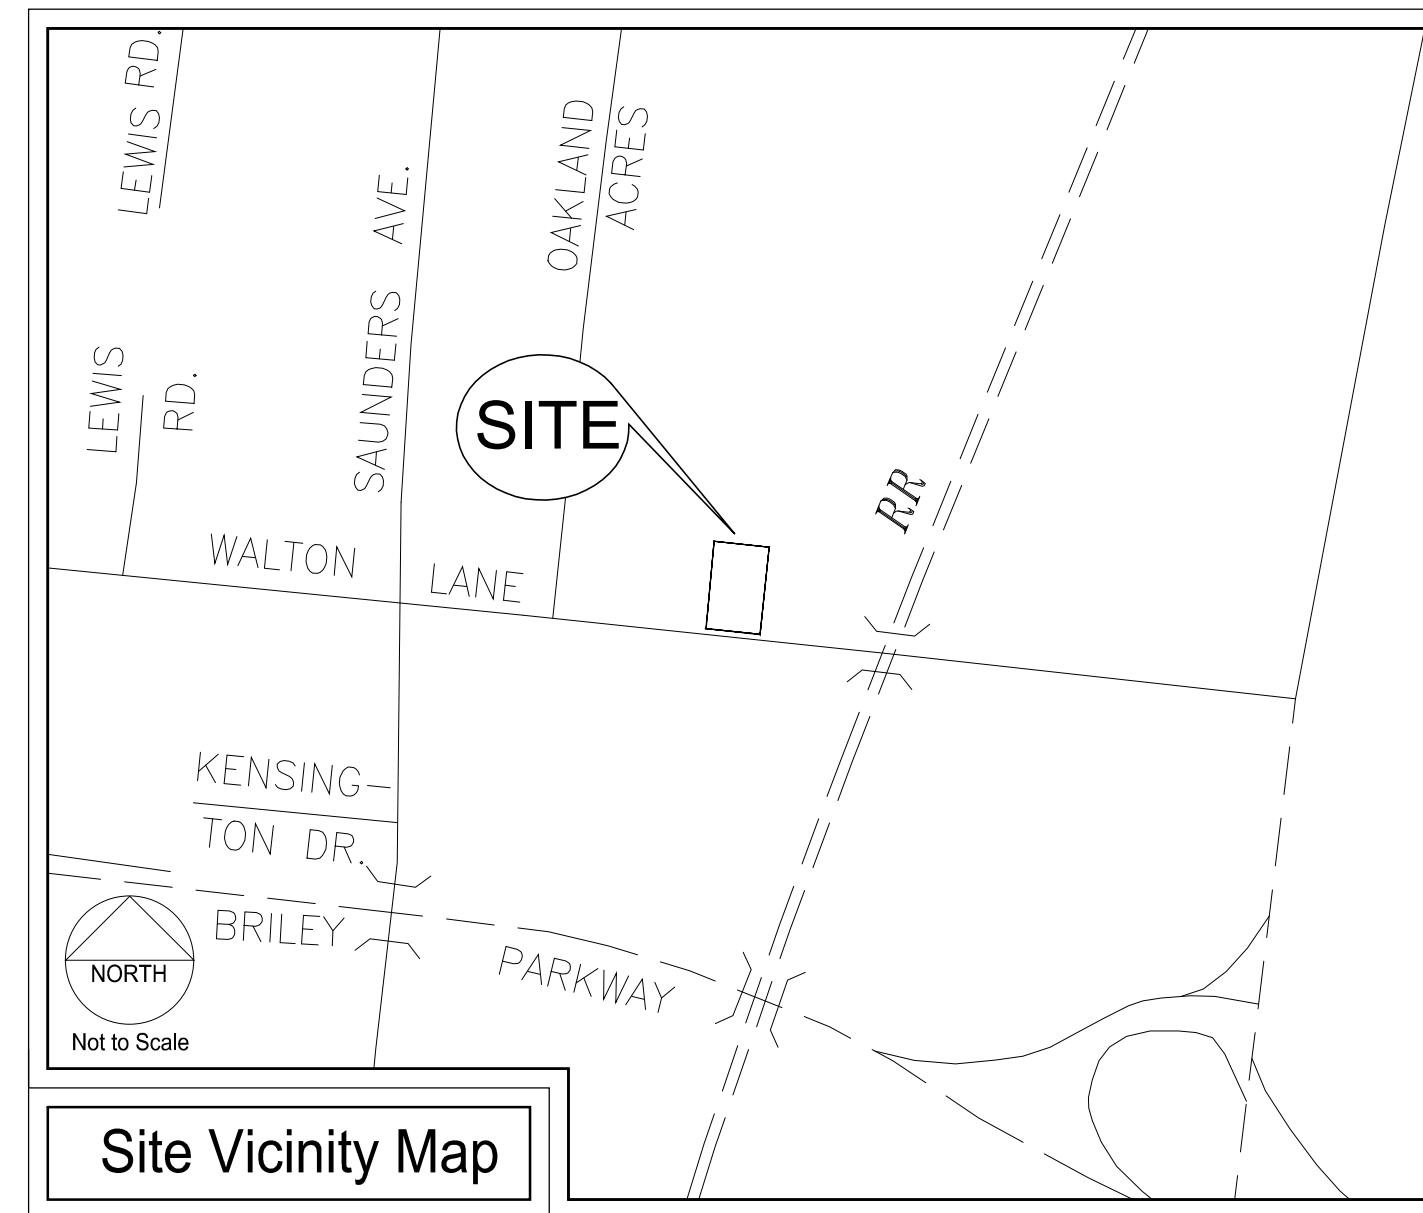 LEWIS RD.
SAUNDERS AVE.
OAKLAND
ACRES
LEWIS
RD.
SITE
RR
WALTON LANE
KENSING-
TON DR.
BRILEY PARKWAY
NORTH
Not to Scale
Site Vicinity Map